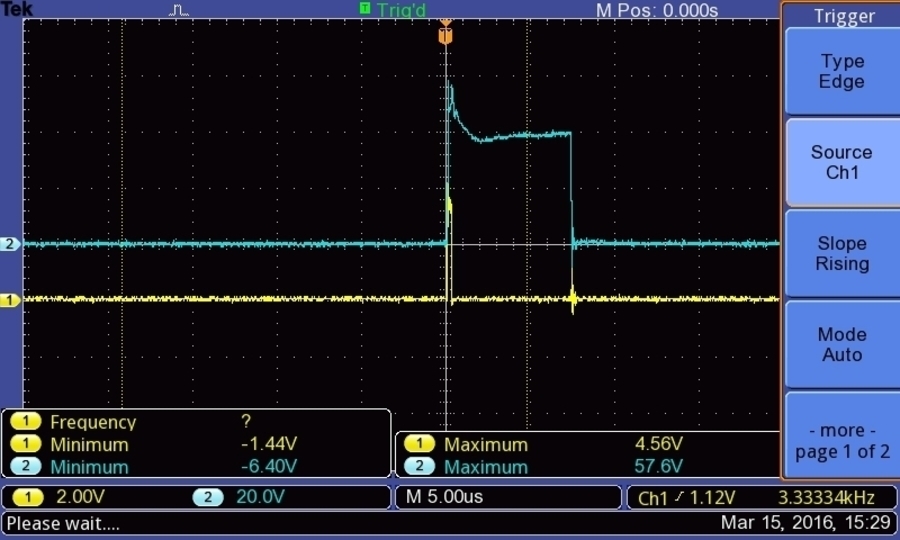 Tek
Trig'd
M Pos: 0.000s
T
2
1
Trigger
Type
Edge
Source
Ch1
Slope
Rising
Mode
Auto
- more -
page 1 of 2
1 Frequency ?
1 Minimum -1.44V
2 Minimum -6.40V
1 Maximum 4.56V
2 Maximum 57.6V
1 2.00V 2 20.0V
M 5.00us
Ch1 1.12V 3.33334kHz
Please wait....
Mar 15, 2016, 15:29